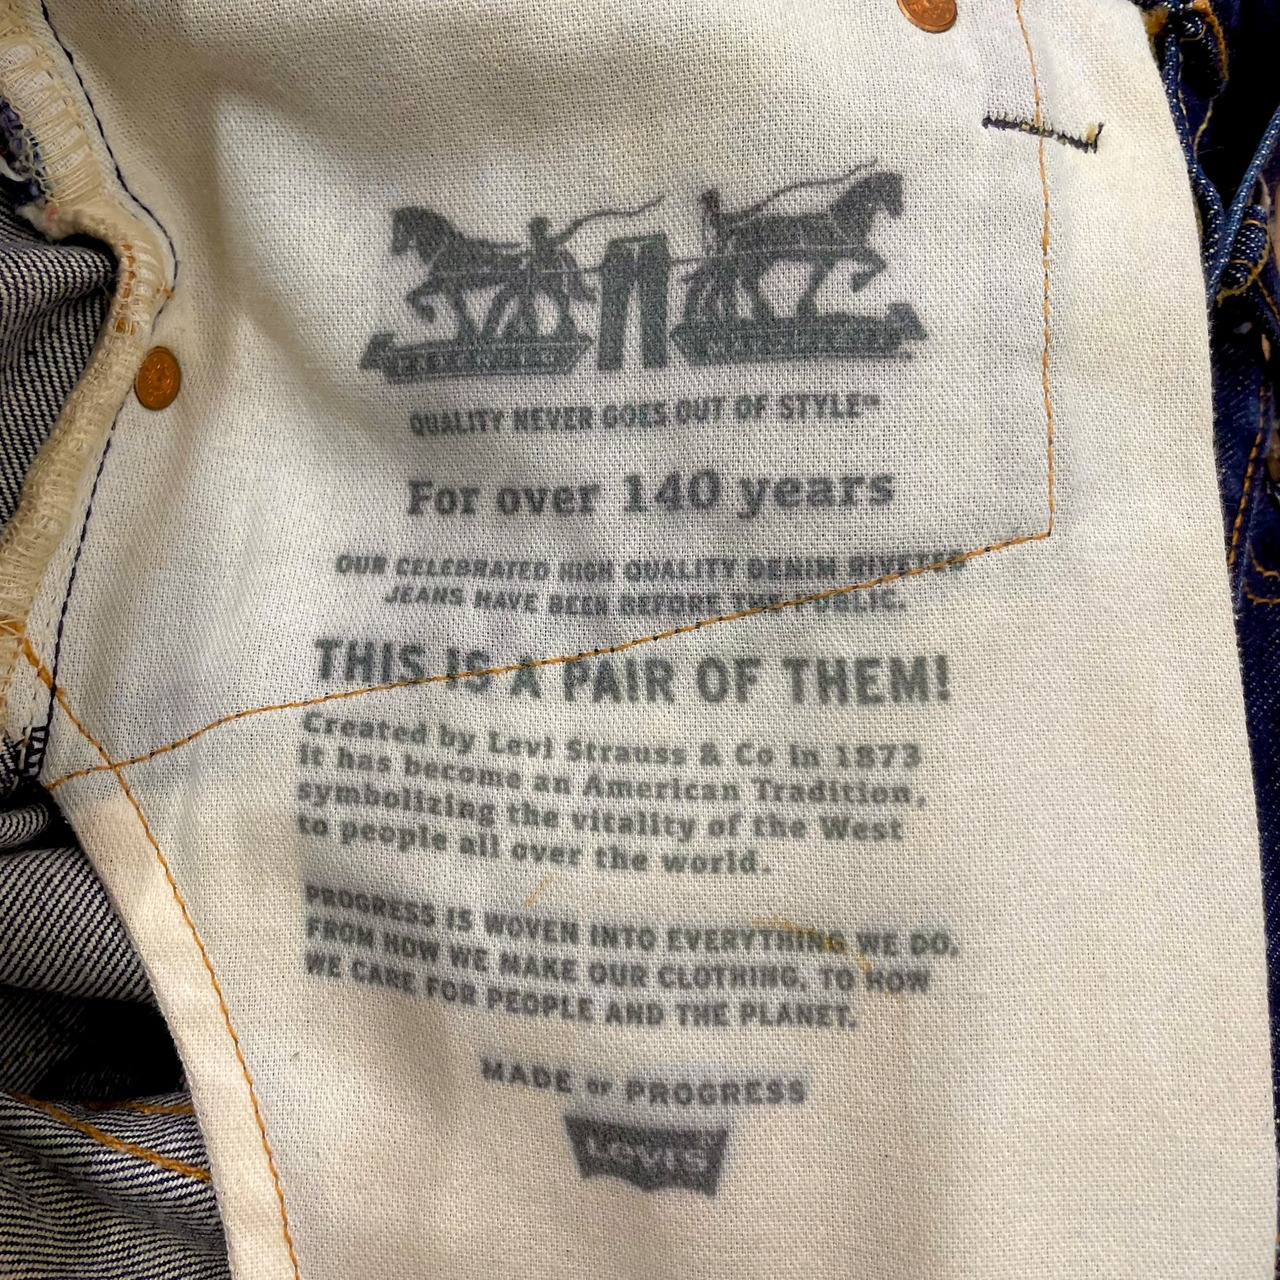 QUALITY NEVER GOES OUT OF STYLE™
For over 140 years
OUR CELEBRATED HIGH QUALITY DENIM RIVETED
JEANS HAVE BEEN BEFORE THE PUBLIC.
THIS IS A PAIR OF THEM!
Created by Levi Strauss & Co in 1873
it has become an American Tradition,
symbolizing the vitality of the West
to people all over the world.
PROGRESS IS WOVEN INTO EVERYTHING WE DO,
FROM HOW WE MAKE OUR CLOTHING, TO HOW
WE CARE FOR PEOPLE AND THE PLANET.
MADE OF PROGRESS
Levi's